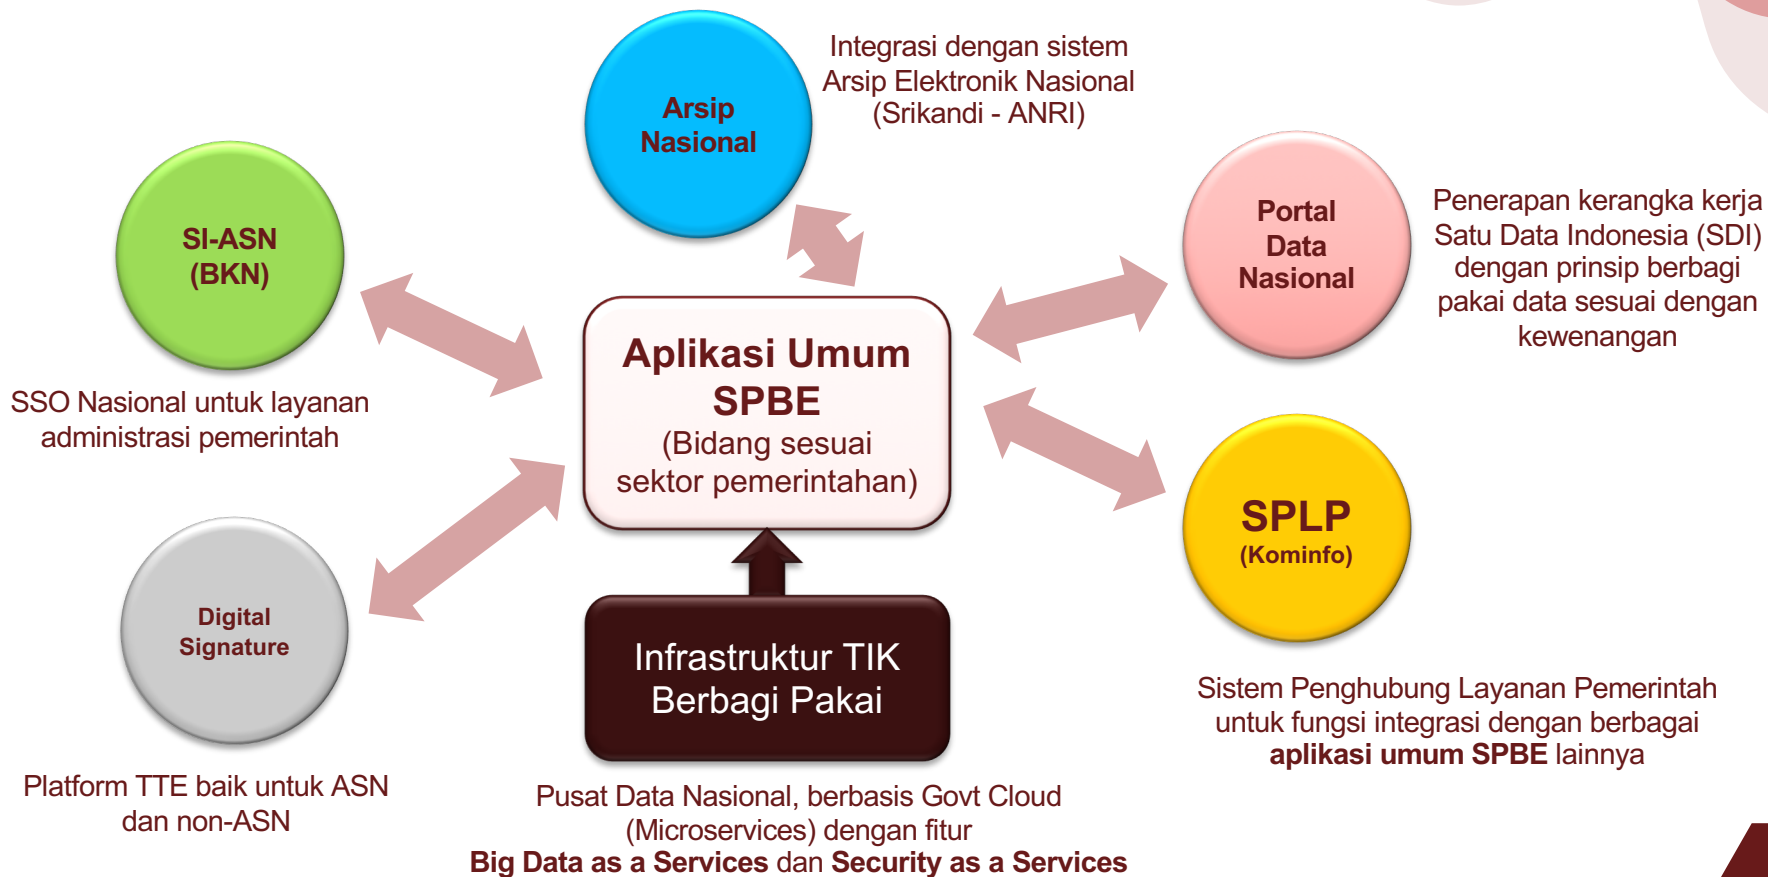 Arsip
Nasional
Integrasi dengan sistem
Arsip Elektronik Nasional
(Srikandi - ANRI)
SI-ASN
(BKN)
SSO Nasional untuk layanan
administrasi pemerintah
Portal
Data
Nasional
Penerapan kerangka kerja
Satu Data Indonesia (SDI)
dengan prinsip berbagi
pakai data sesuai dengan
kewenangan
Aplikasi Umum
SPBE
(Bidang sesuai
sektor pemerintahan)
Digital
Signature
Platform TTE baik untuk ASN
dan non-ASN
SPLP
(Kominfo)
Sistem Penghubung Layanan Pemerintah
untuk fungsi integrasi dengan berbagai
aplikasi umum SPBE lainnya
Infrastruktur TIK
Berbagi Pakai
Pusat Data Nasional, berbasis Govt Cloud
(Microservices) dengan fitur
Big Data as a Services dan Security as a Services